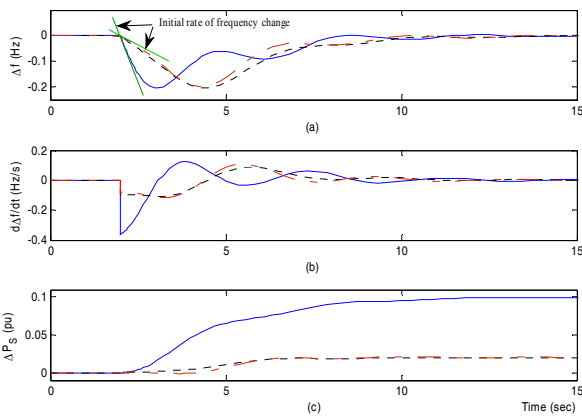 Initial rate of frequency change
Δ f (Hz)
0
-0.1
-0.2
0 5 10 15
(a)
dΔf/dt (Hz/s)
0.2
0
-0.2
-0.4
0 5 10 15
(b)
Δ P_S (pu)
0.1
0.05
0
0 5 10 15
(c) Time (sec)